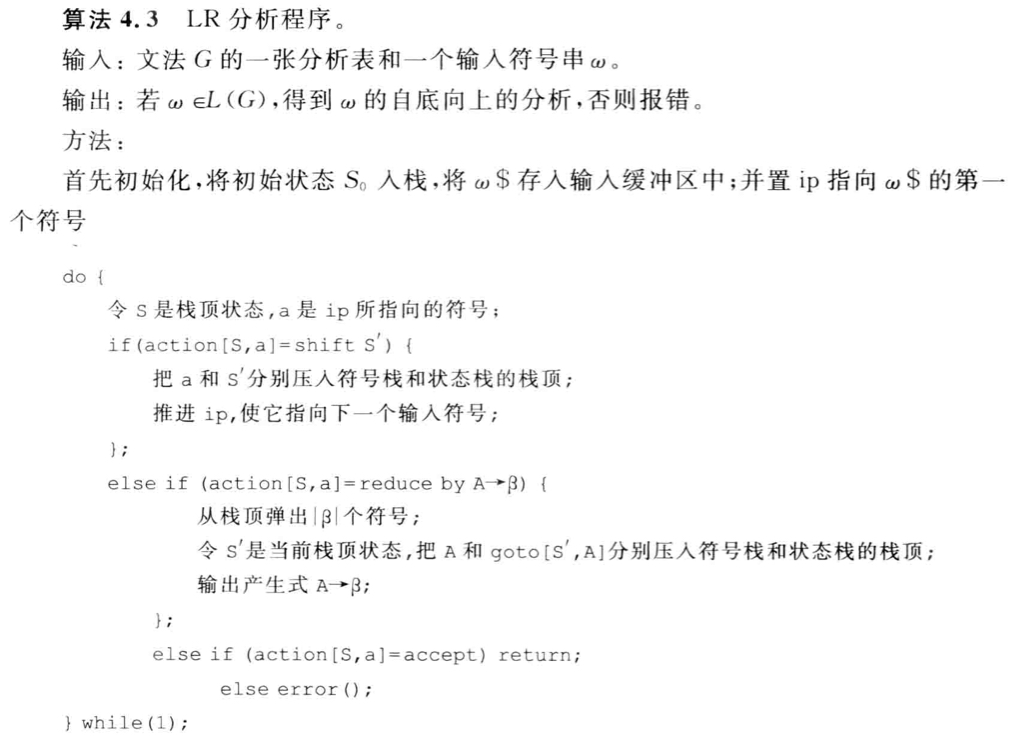 算法 4.3 LR 分析程序。
输入：文法 G 的一张分析表和一个输入符号串 ω。
输出：若 ω∈L(G),得到 ω 的自底向上的分析,否则报错。
方法：
首先初始化,将初始状态 S₀ 入栈,将 ω$ 存入输入缓冲区中;并置 ip 指向 ω$ 的第一
个符号
do {
令 S 是栈顶状态,a 是 ip 所指向的符号;
if(action[S,a]=shift S′) {
把 a 和 S′分别压入符号栈和状态栈的栈顶;
推进 ip,使它指向下一个输入符号;
};
else if (action[S,a]=reduce by A→β) {
从栈顶弹出|β|个符号;
令 S′是当前栈顶状态,把 A 和 goto[S′,A]分别压入符号栈和状态栈的栈顶;
输出产生式 A→β;
};
else if (action[S,a]=accept) return;
else error();
} while(1);